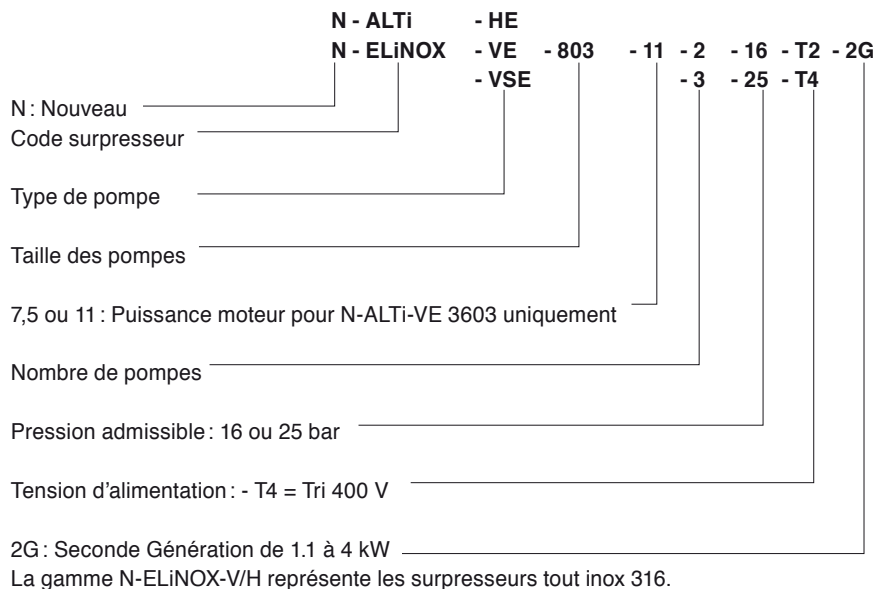 N - ALTi - HE
N - ELiNOX - VE - 803 - 11 - 2 - 16 - T2 - 2G
- VSE - 3 - 25 - T4
N : Nouveau
Code surpresseur
Type de pompe
Taille des pompes
7,5 ou 11 : Puissance moteur pour N-ALTi-VE 3603 uniquement
Nombre de pompes
Pression admissible : 16 ou 25 bar
Tension d’alimentation : - T4 = Tri 400 V
2G : Seconde Génération de 1.1 à 4 kW
La gamme N-ELiNOX-V/H représente les surpresseurs tout inox 316.